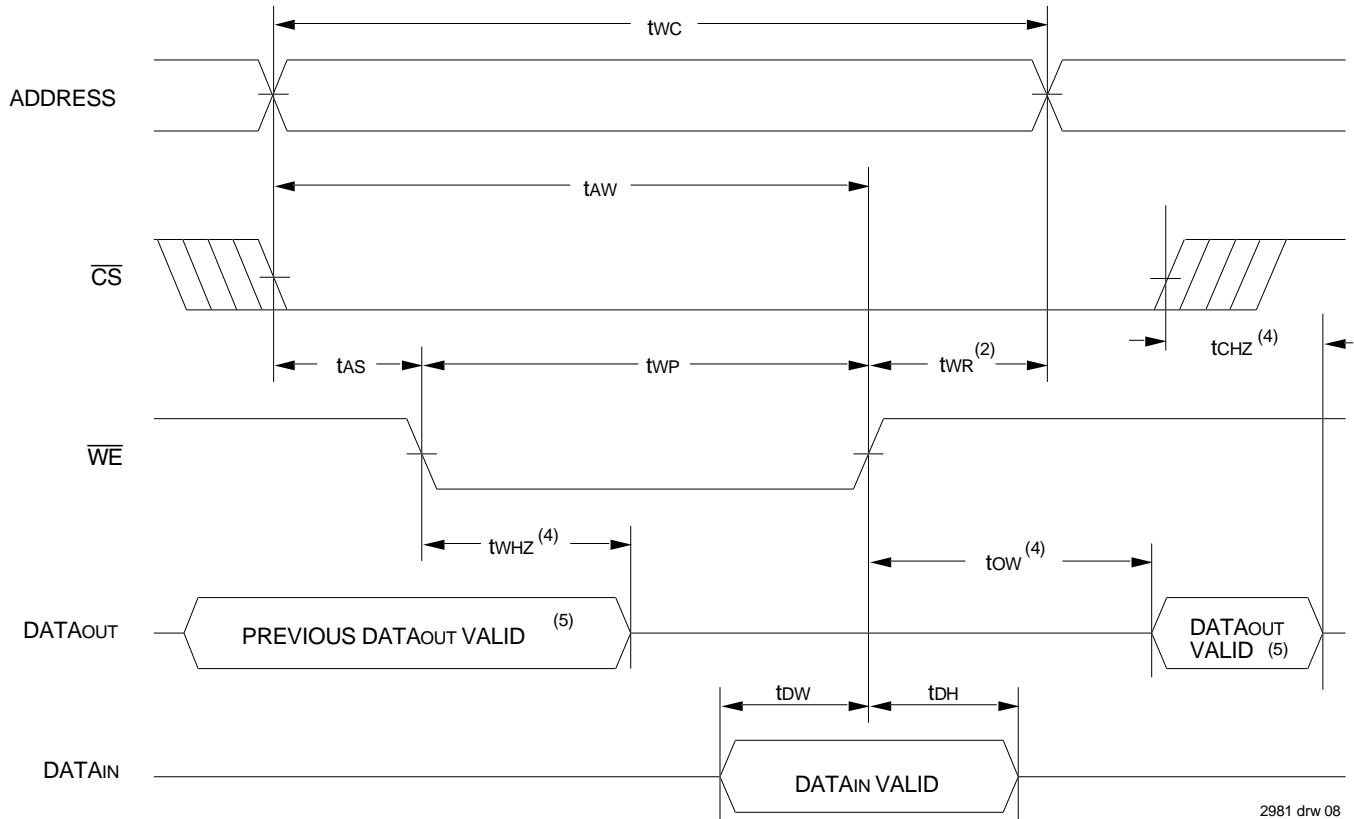 tWC
ADDRESS
tAW
CS
tCHZ (4)
tAS
tWP
tWR (2)
WE
tWHZ (4)
tOW (4)
DATAOUT
PREVIOUS DATAOUT VALID (5)
DATAOUT
VALID (5)
tDW
tDH
DATAIN
DATAIN VALID
2981 drw 08